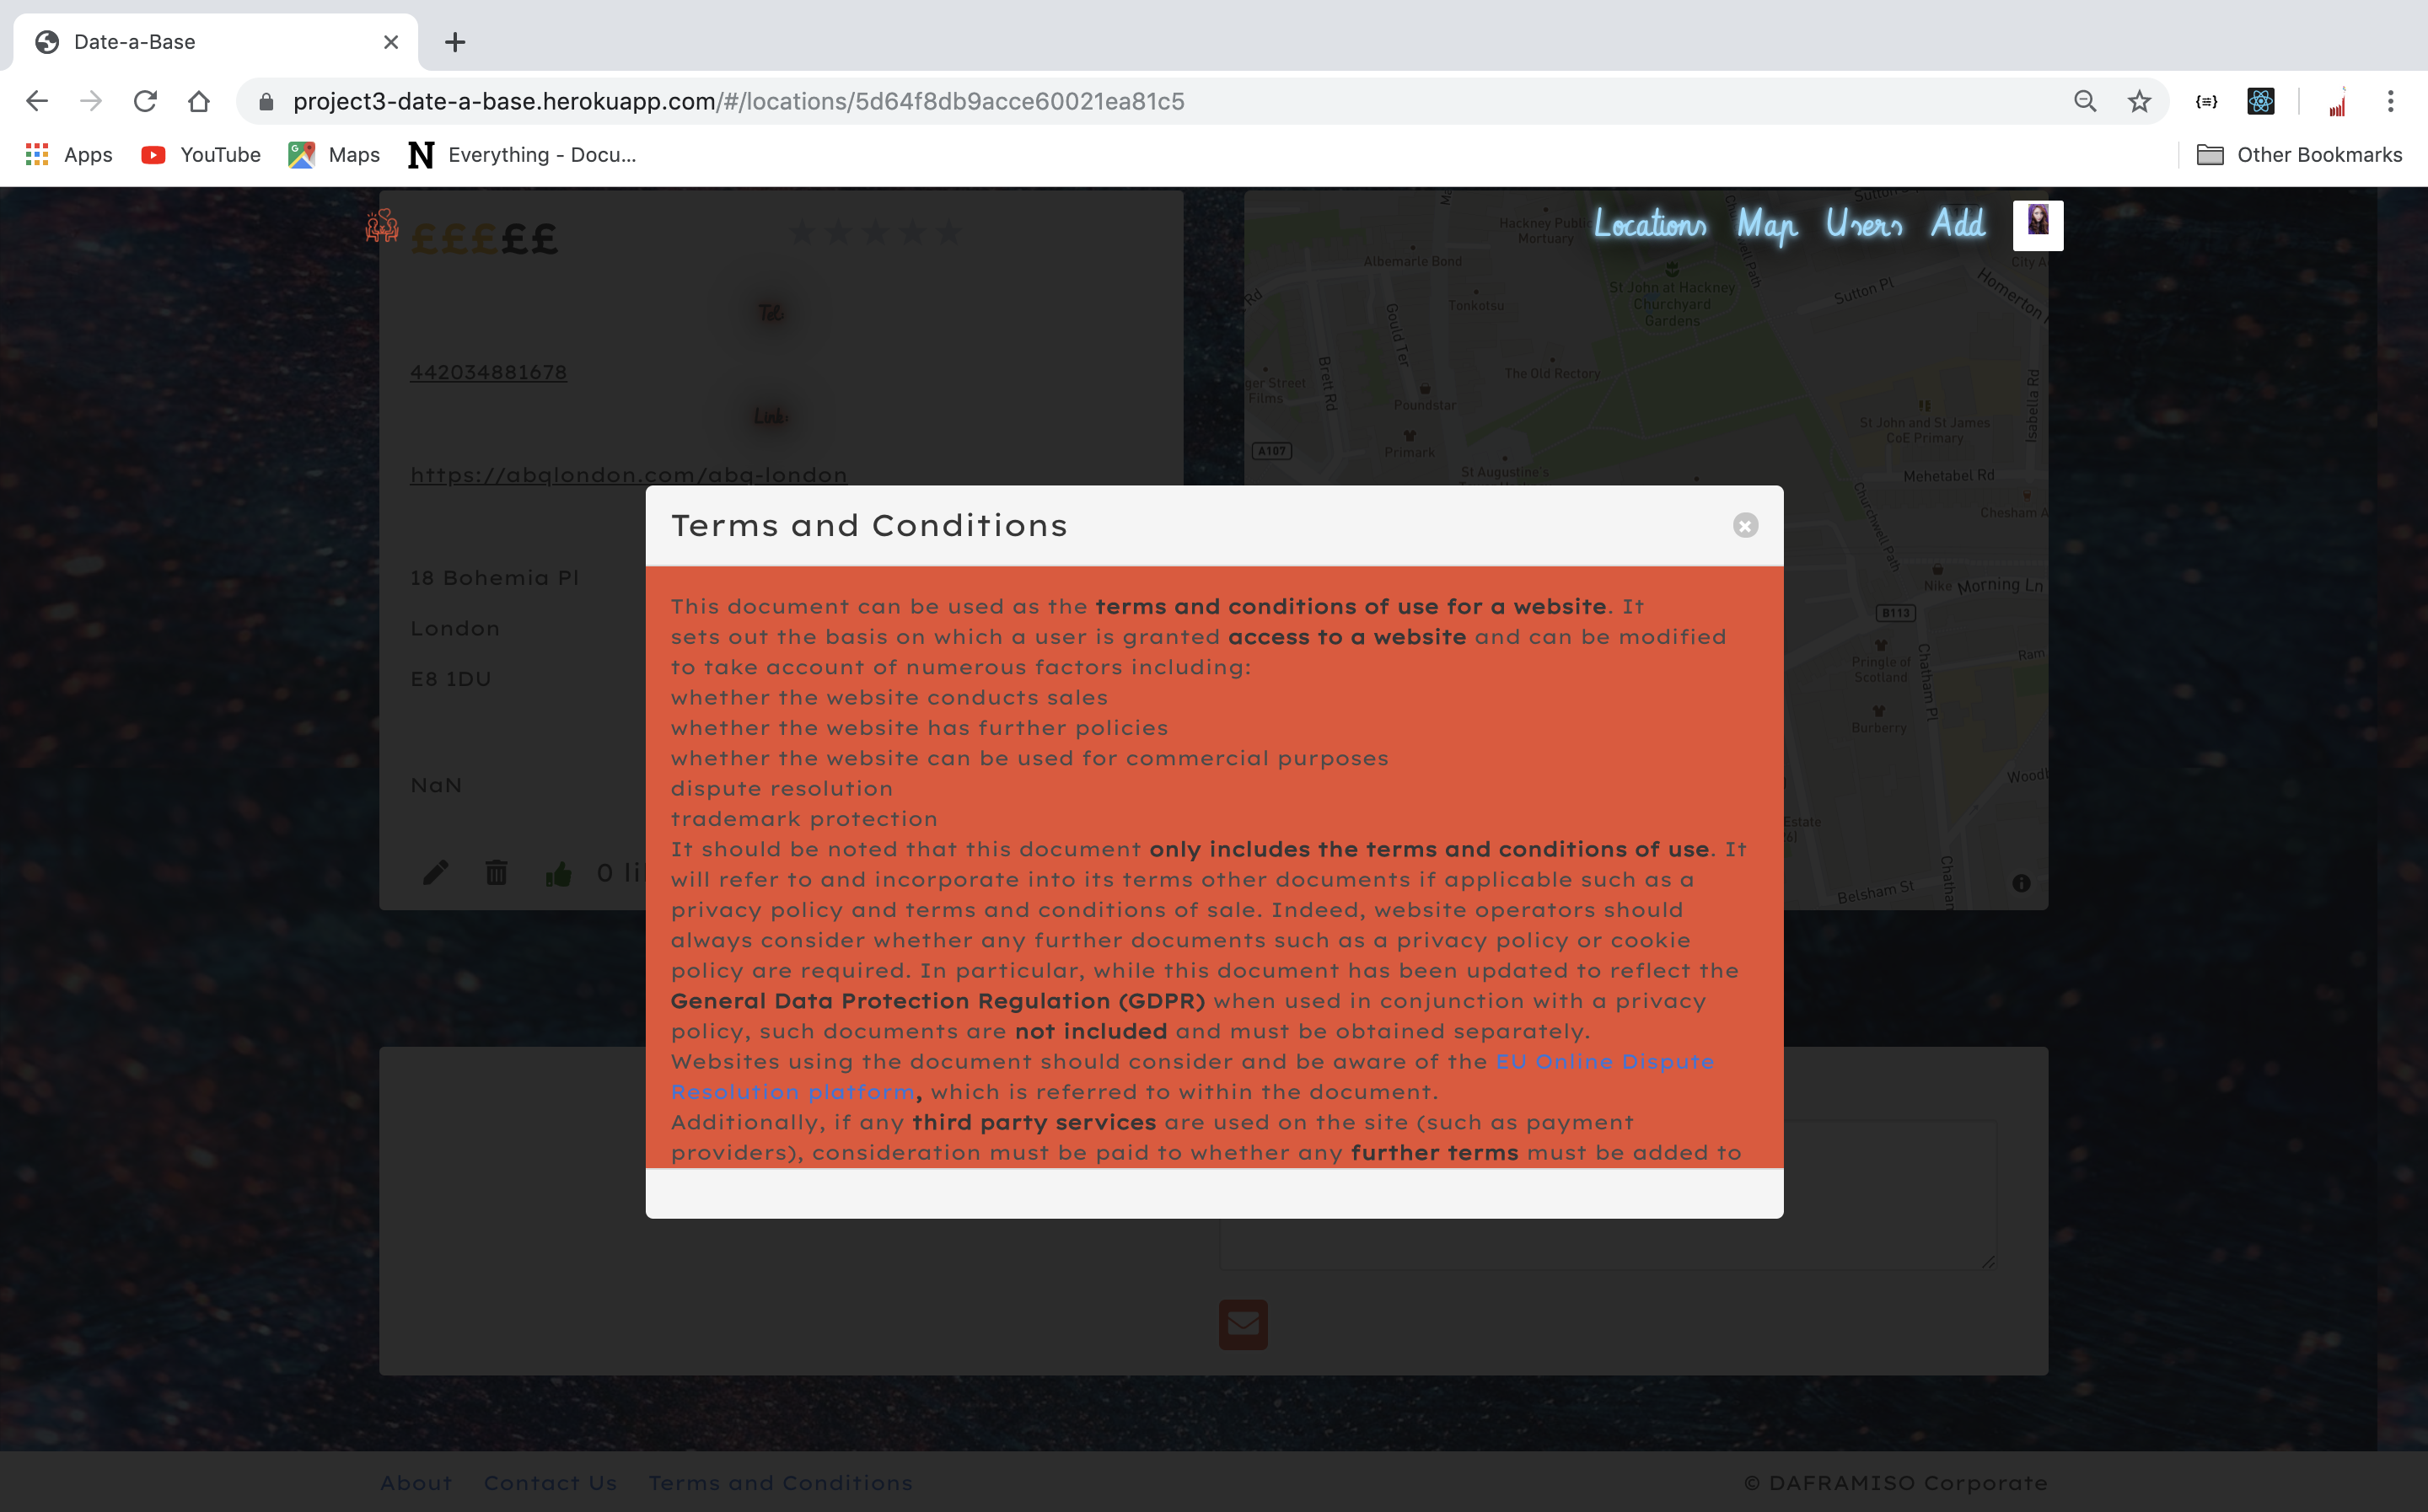 Date-a-Base
project3-date-a-base.herokuapp.com/#/locations/5d64f8db9acce60021ea81c5
Apps
YouTube
Maps
Everything - Docu...
Other Bookmarks
£££££
Locations
Map
Users
Add
Tel:
442034881678
Link:
https://abqlondon.com/abq-london
18 Bohemia Pl
London
E8 1DU
NaN
0 li
Hackney Public
Mortuary
Albemarle Bond
Tonkotsu
St John at Hackney
Churchyard
Gardens
Sutton Pl
City A
Homerton
Rd
Gould Ter
Brett Rd
ger Street
Films
The Old Rectory
Poundstar
A107
Primark
St Augustine's
St John and St James
CoE Primary
Isabella Rd
Mehetabel Rd
Chesham A
Churchwell Path
Nike
Morning Ln
B113
Pringle of
Scotland
Chatham Pl
Ram
Burberry
Woodl
Estate
Belsham St
Chathan
Terms and Conditions
This document can be used as the terms and conditions of use for a website. It
sets out the basis on which a user is granted access to a website and can be modified
to take account of numerous factors including:
whether the website conducts sales
whether the website has further policies
whether the website can be used for commercial purposes
dispute resolution
trademark protection
It should be noted that this document only includes the terms and conditions of use. It
will refer to and incorporate into its terms other documents if applicable such as a
privacy policy and terms and conditions of sale. Indeed, website operators should
always consider whether any further documents such as a privacy policy or cookie
policy are required. In particular, while this document has been updated to reflect the
General Data Protection Regulation (GDPR) when used in conjunction with a privacy
policy, such documents are not included and must be obtained separately.
Websites using the document should consider and be aware of the EU Online Dispute
Resolution platform, which is referred to within the document.
Additionally, if any third party services are used on the site (such as payment
providers), consideration must be paid to whether any further terms must be added to
About
Contact Us
Terms and Conditions
© DAFRAMISO Corporate